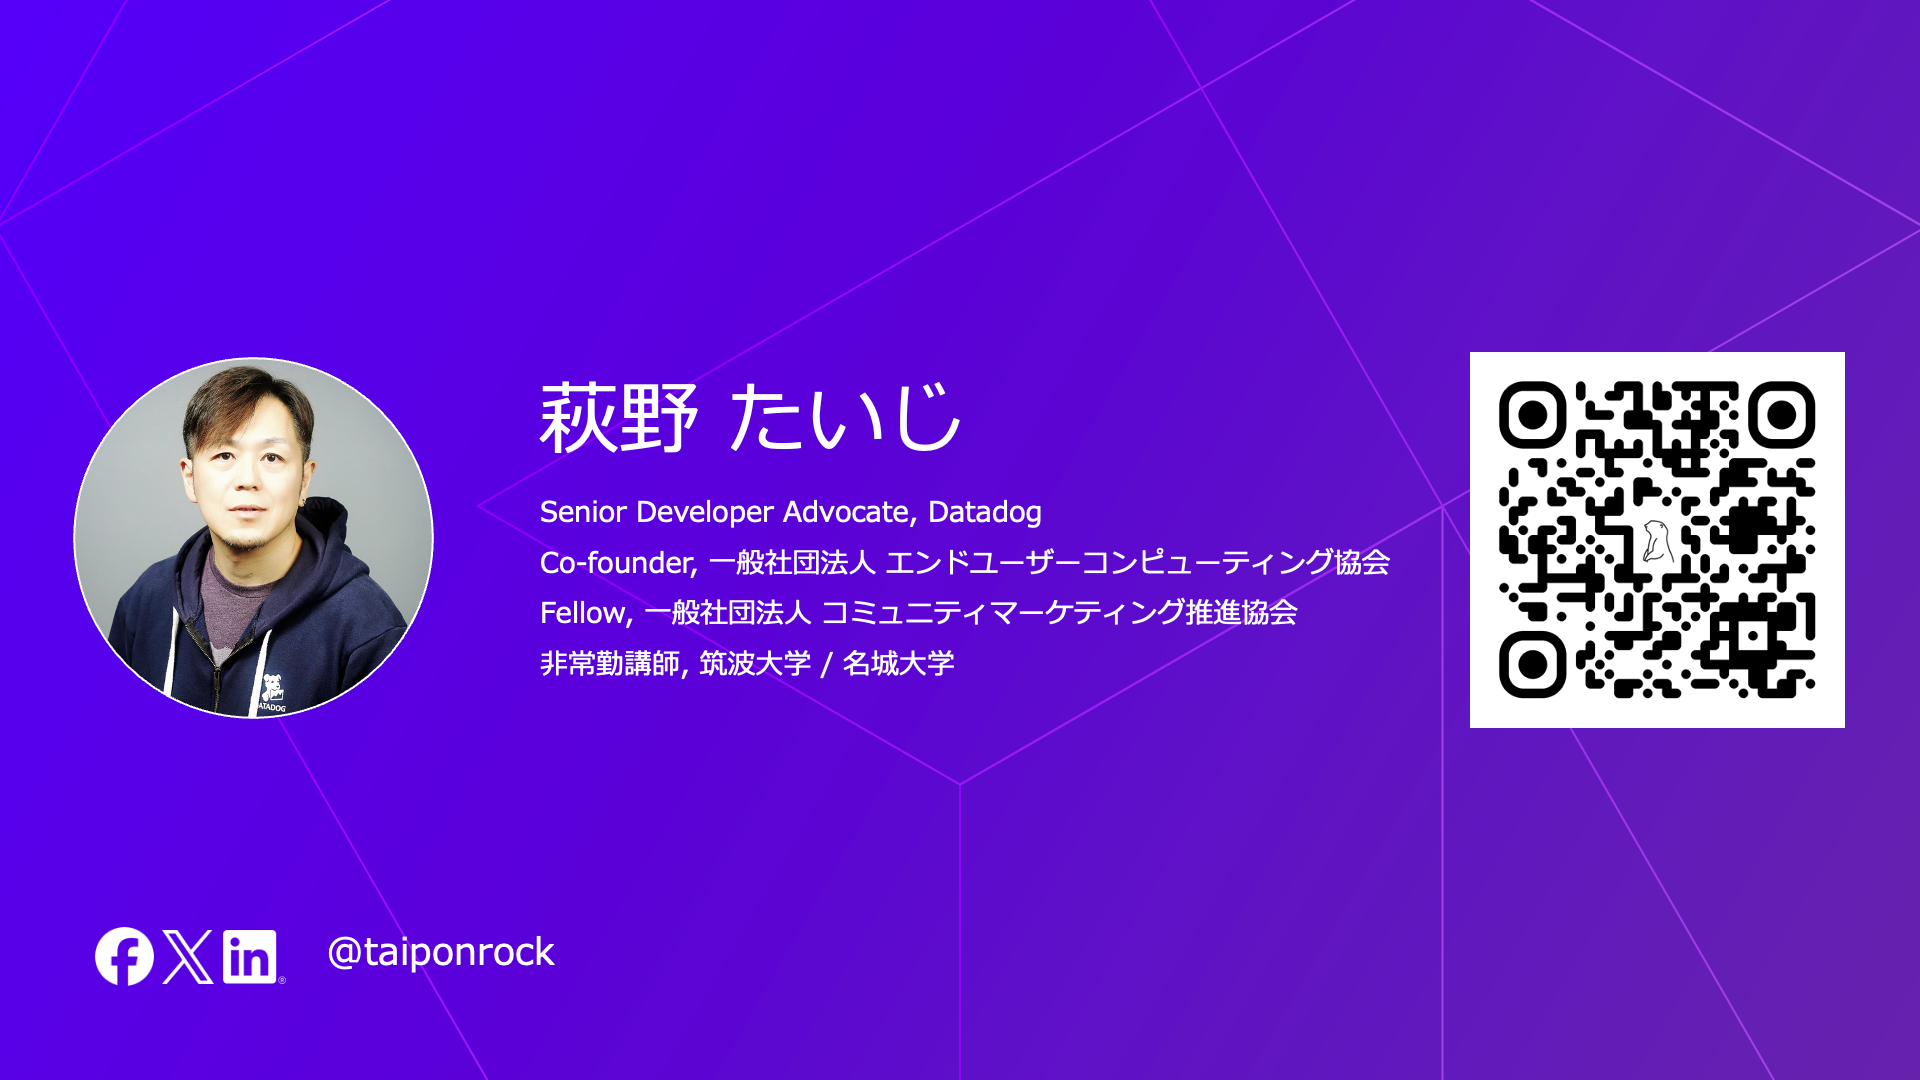 萩野 たいじ
Senior Developer Advocate, Datadog
Co-founder, 一般社団法人 エンドユーザーコンピューティング協会
Fellow, 一般社団法人 コミュニティマーケティング推進協会
非常勤講師, 筑波大学 / 名城大学
ATADOG
in
®
@taiponrock